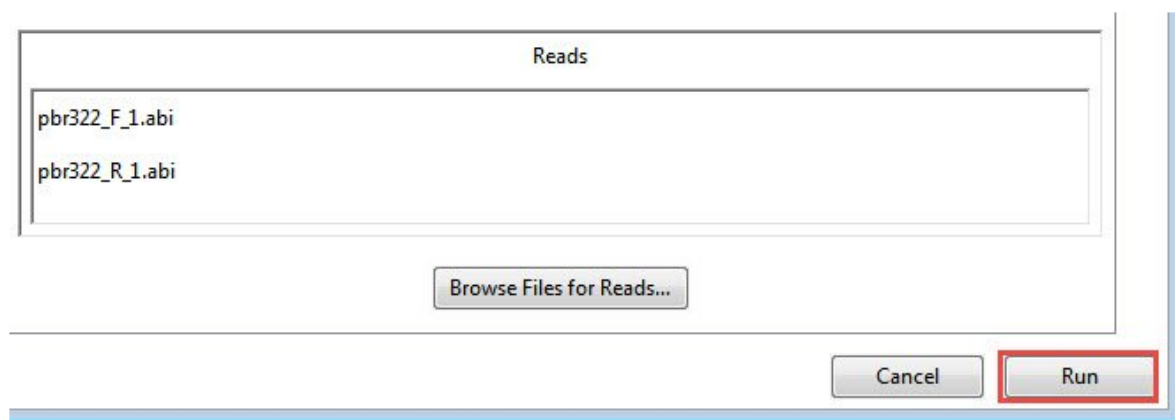 Reads
pbr322_F_1.abi
pbr322_R_1.abi
Browse Files for Reads...
Cancel
Run